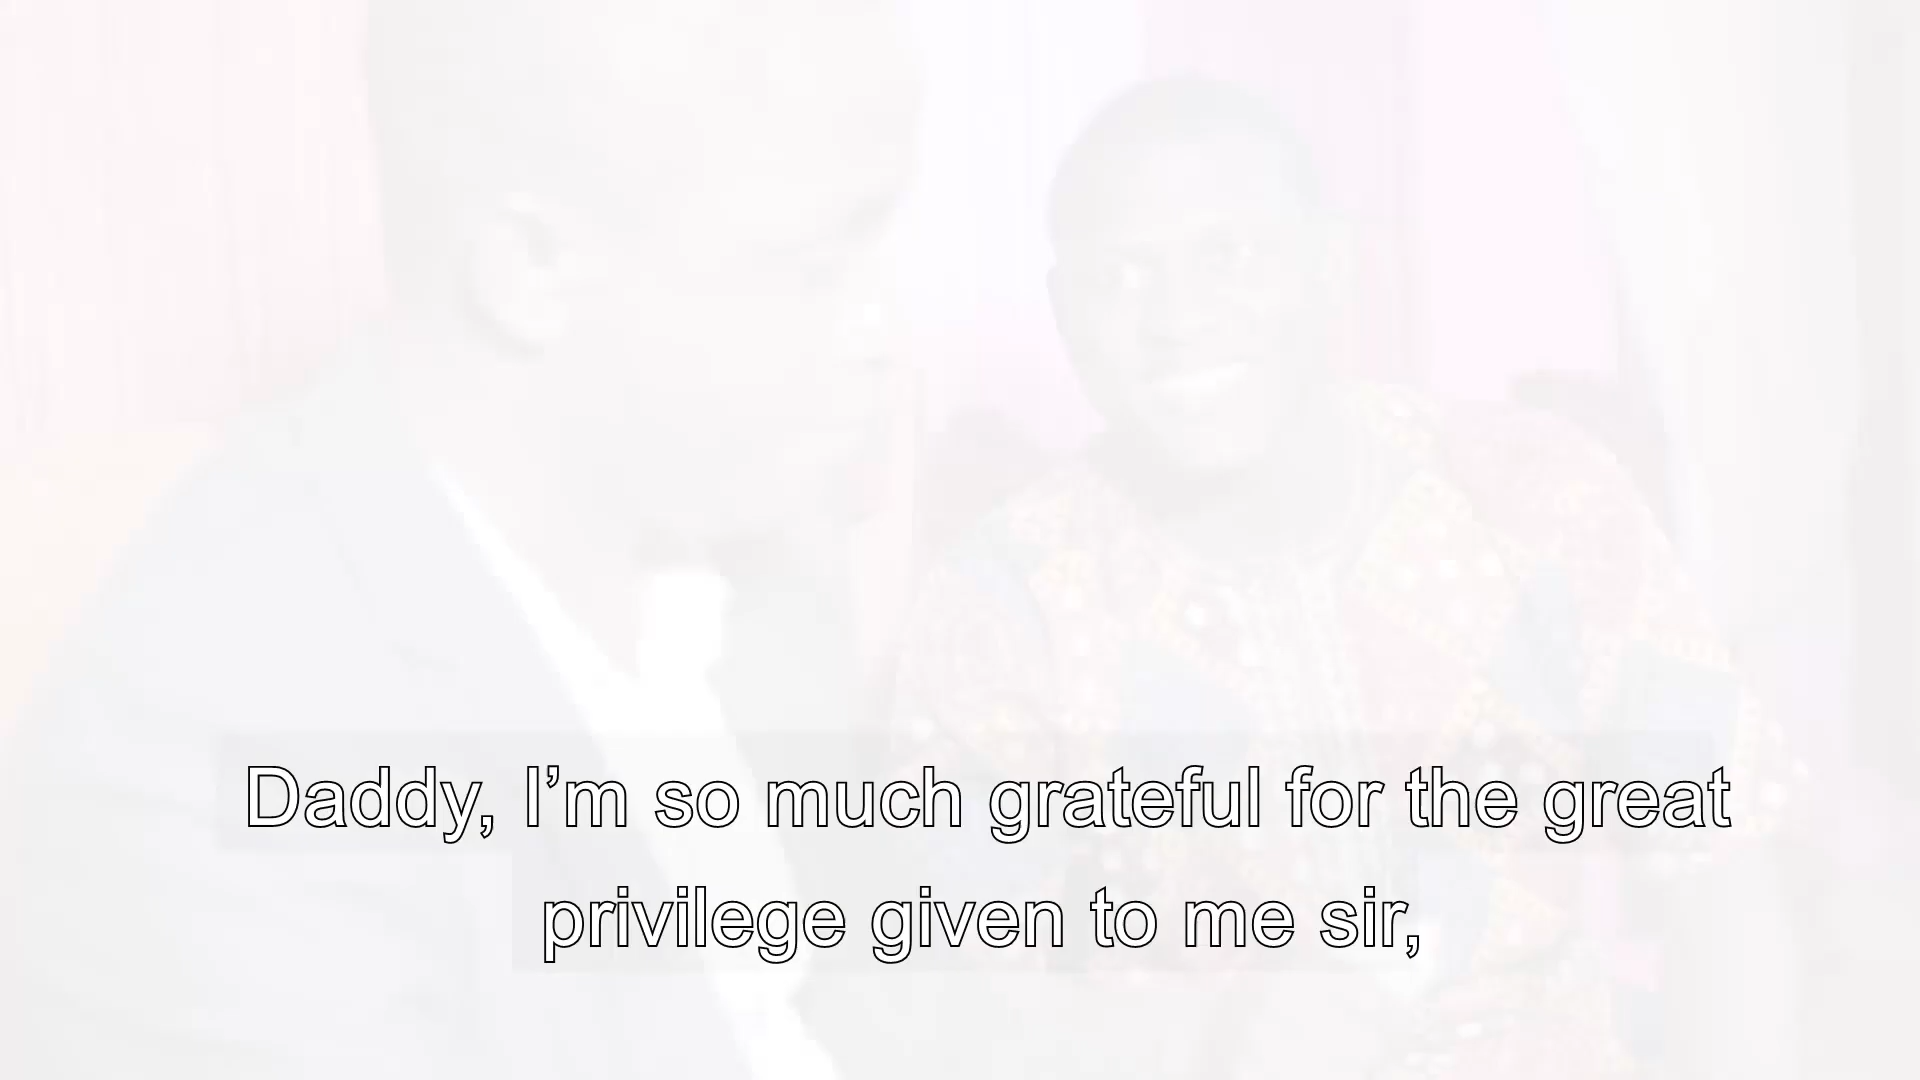 Daddy, I’m so much grateful for the great
privilege given to me sir,